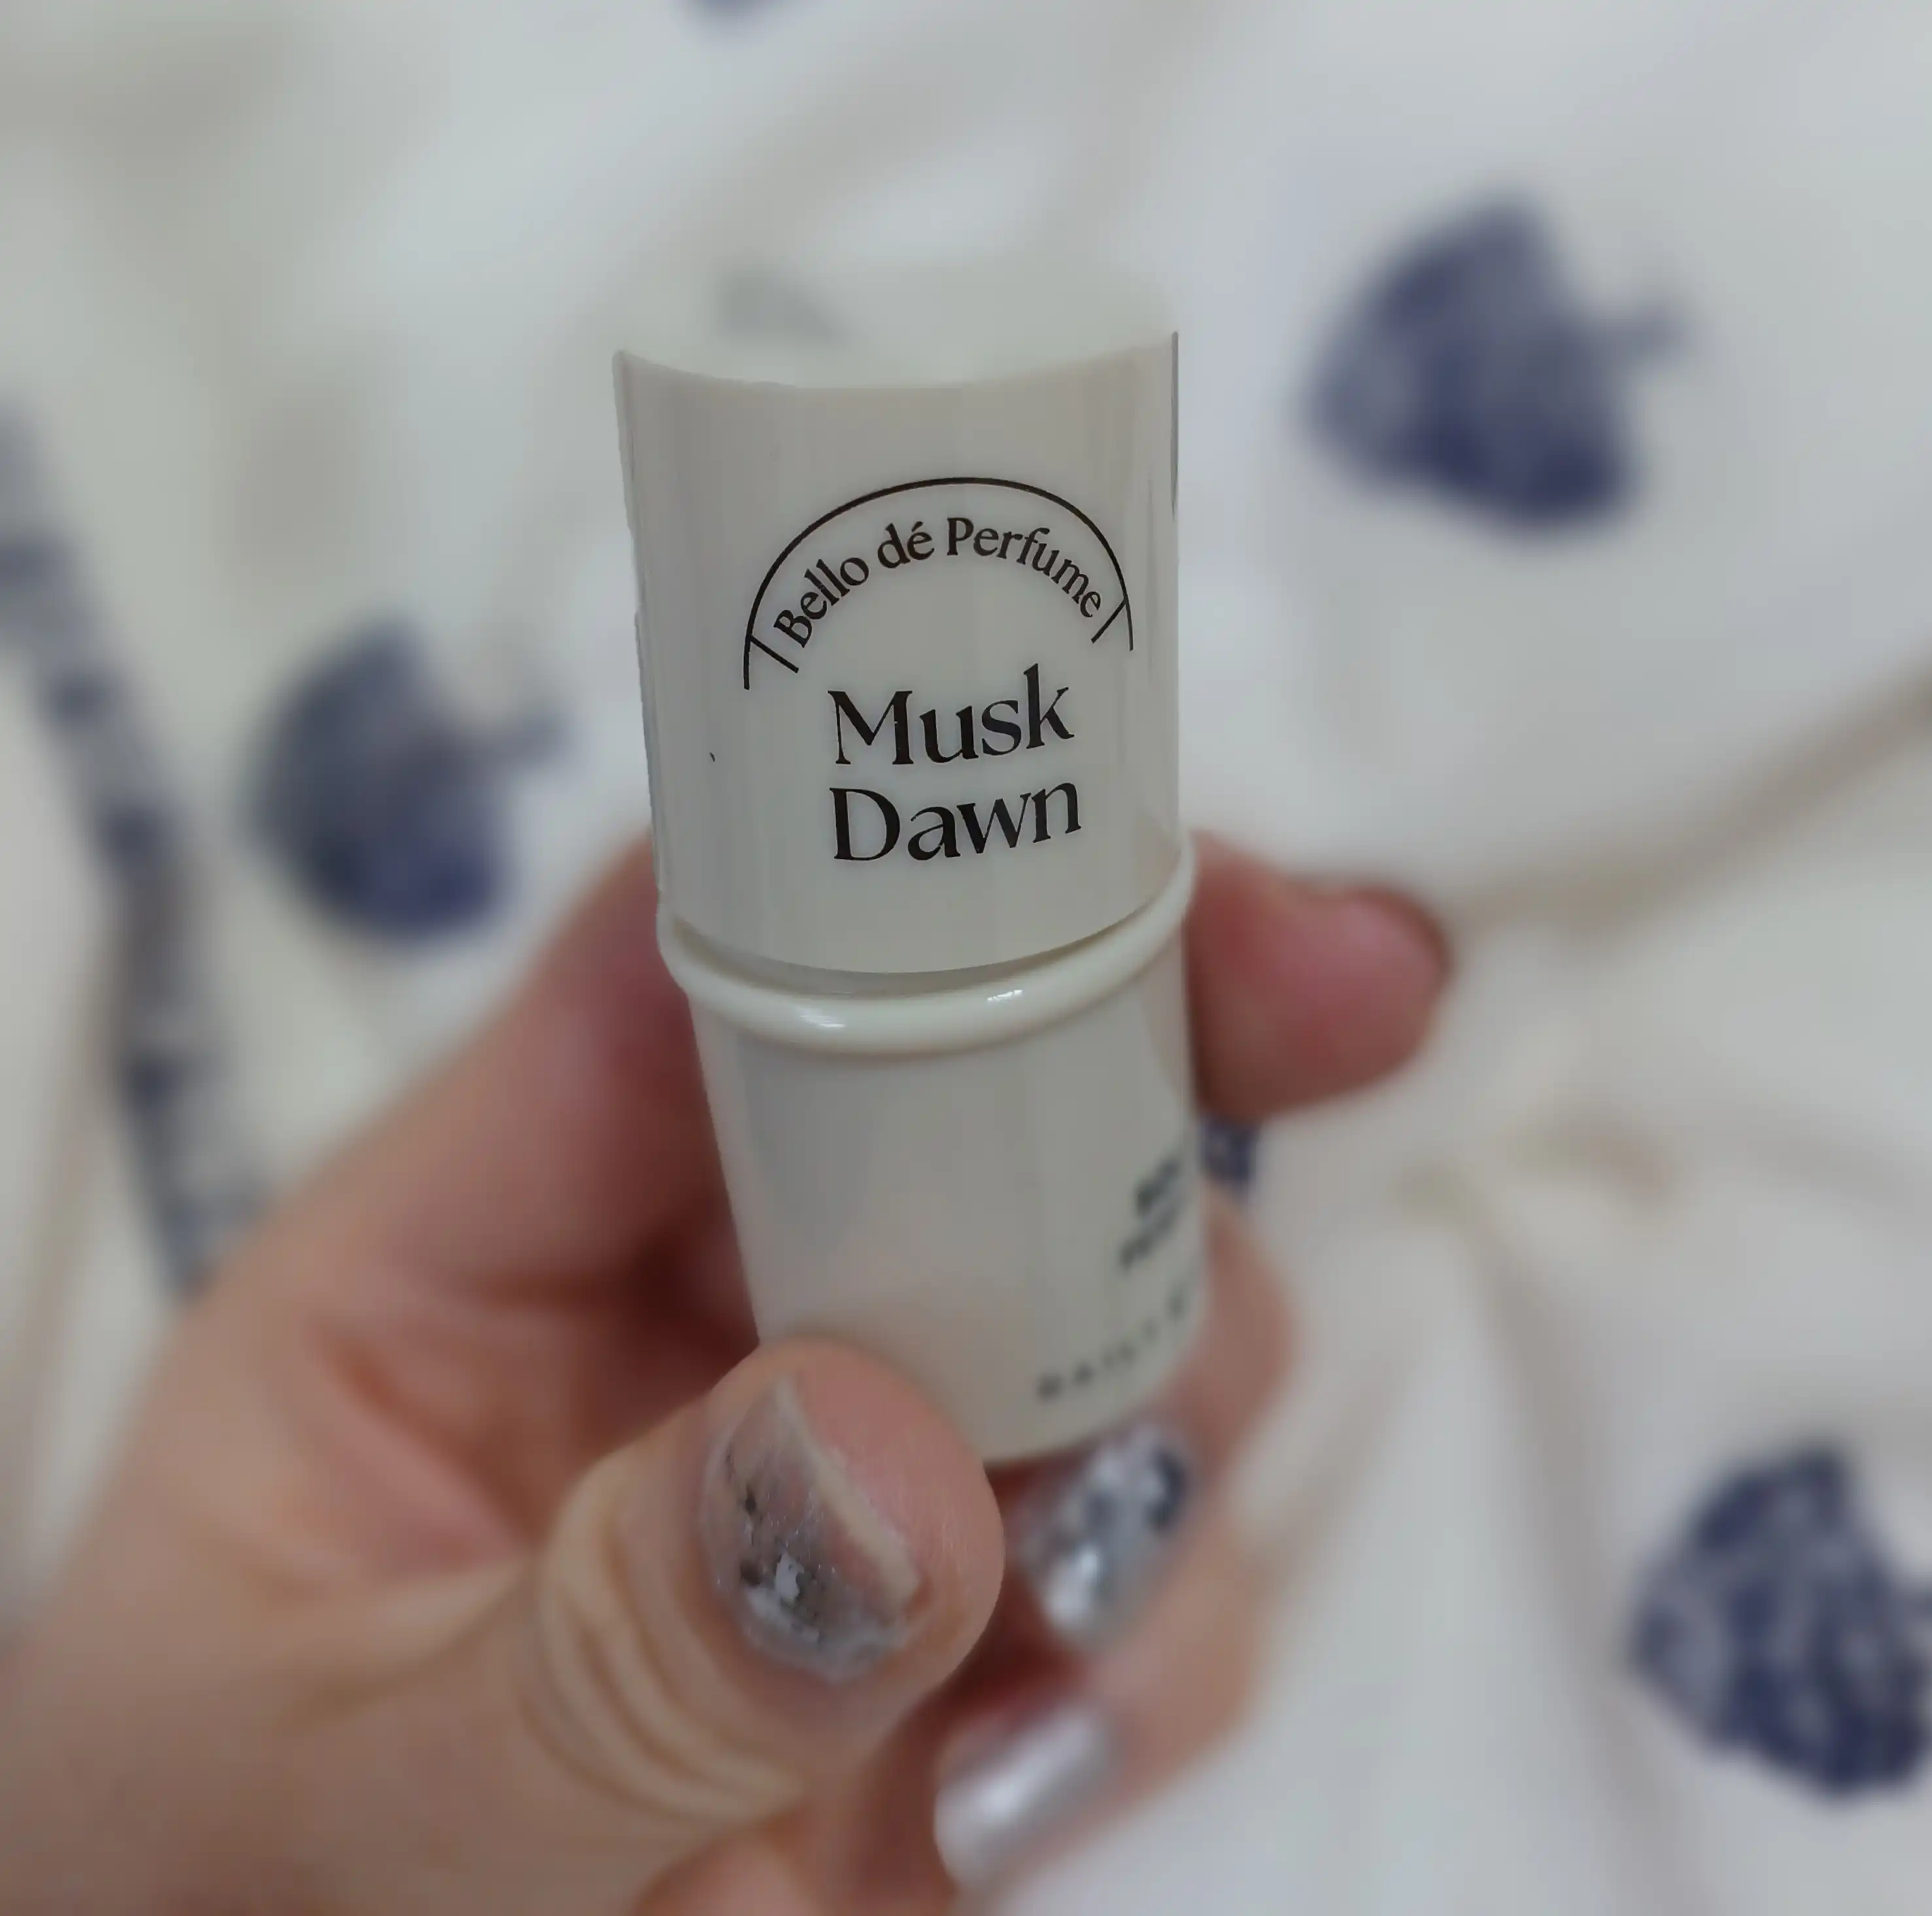 Bello dé Perfume
Musk
Dawn